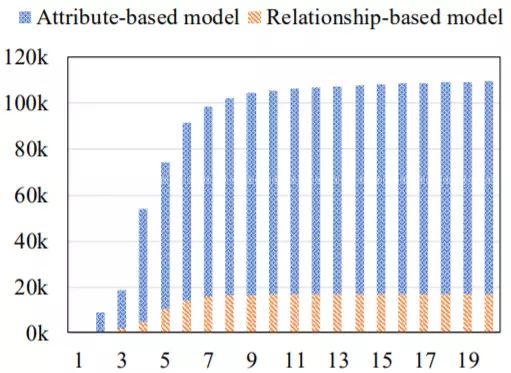 Attribute-based model Relationship-based model
120k
100k
80k
60k
40k
20k
0k
1 3 5 7 9 11 13 15 17 19